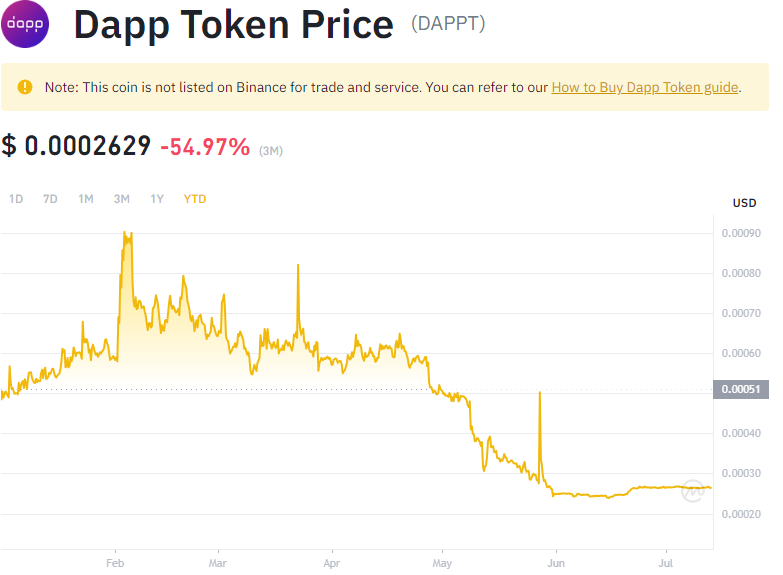 dapp
Dapp Token Price (DAPPT)
Note: This coin is not listed on Binance for trade and service. You can refer to our How to Buy Dapp Token guide.
$ 0.0002629 -54.97% (3M)
1D 7D 1M 3M 1Y YTD
USD
0.00090
0.00080
0.00070
0.00060
0.00051
0.00040
0.00030
0.00020
Feb Mar Apr May Jun Jul